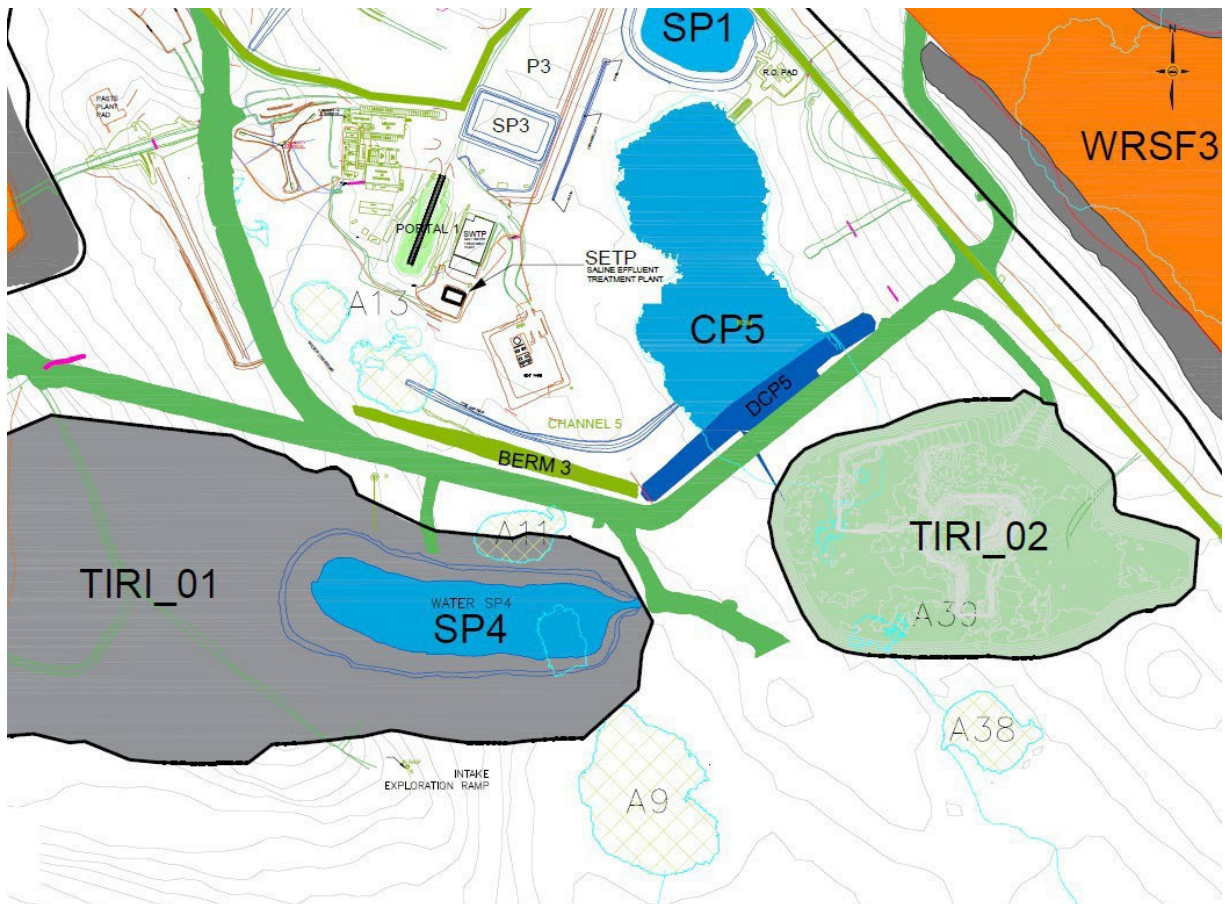 SP1
N
P3
R.O. PAD
PASTE
PLANT
PAD
WRSF3
SP3
PORTAL 1
SWTP
SETP
SALINE EFFLUENT
TREATMENT PLANT
A13
CP5
DCP5
CHANNEL 5
BERM 3
A11
TIRI_02
TIRI_01
WATER SP4
SP4
A39
A38
INTAKE
EXPLORATION RAMP
A9